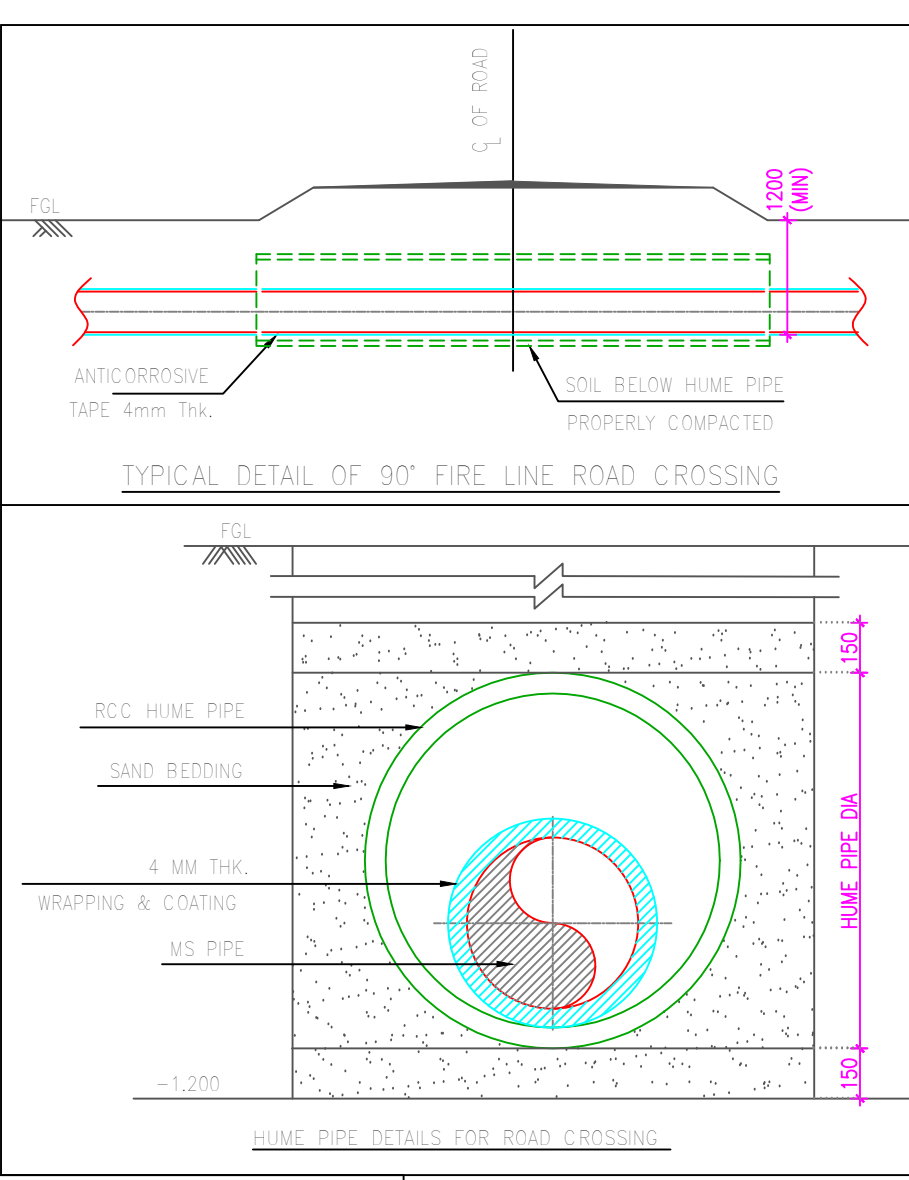 ℄ OF ROAD
FGL
1200
(MIN)
ANTICORROSIVE
TAPE 4mm Thk.
SOIL BELOW HUME PIPE
PROPERLY COMPACTED
TYPICAL DETAIL OF 90° FIRE LINE ROAD CROSSING
FGL
150
RCC HUME PIPE
SAND BEDDING
HUME PIPE DIA
4 MM THK.
WRAPPING & COATING
MS PIPE
150
-1.200
HUME PIPE DETAILS FOR ROAD CROSSING